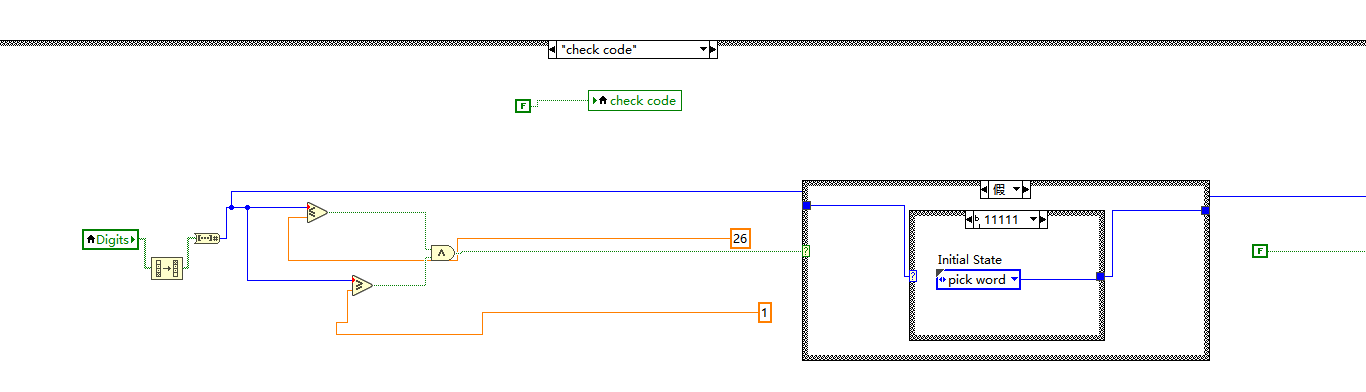 "check code"
F
check code
假
b 11111
Digits
26
Initial State
pick word
F
1